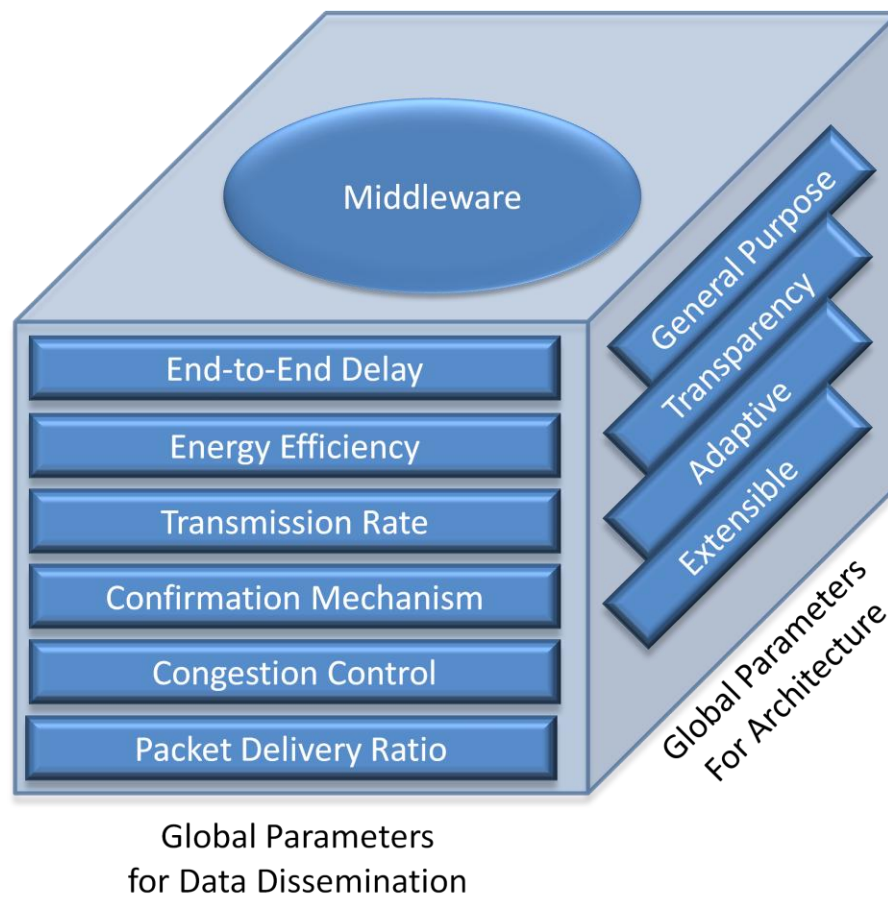 Middleware
End-to-End Delay
Energy Efficiency
Transmission Rate
Confirmation Mechanism
Congestion Control
Packet Delivery Ratio
General Purpose
Transparency
Adaptive
Extensible
Global Parameters
For Architecture
Global Parameters
for Data Dissemination